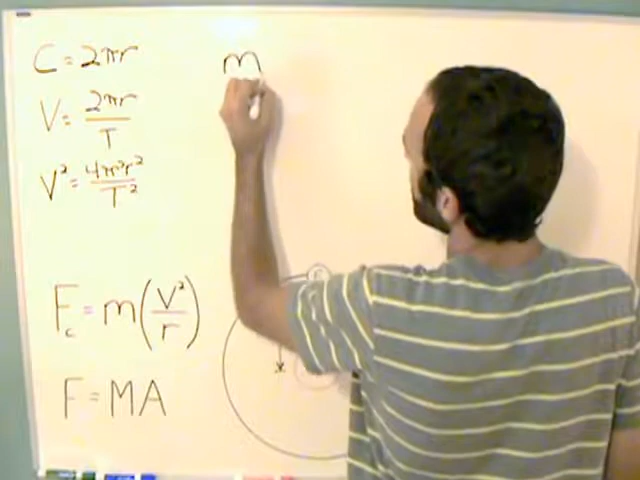 C = 2πr
m
V = 2πr/T
V² = 4π²r²/T²
F꜀ = m(V²/r)
F = MA